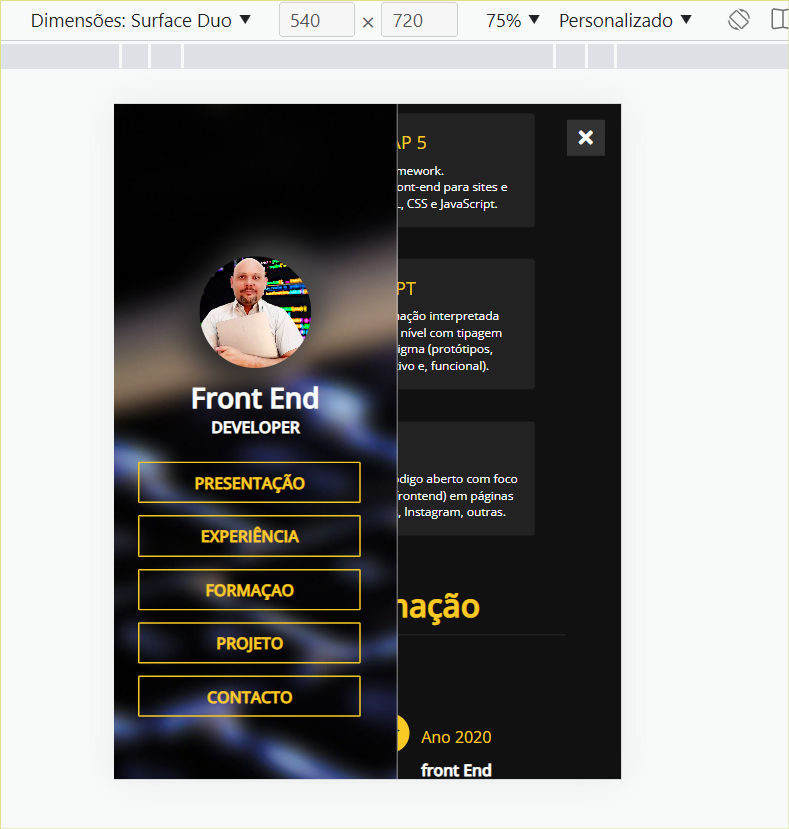 Dimensões: Surface Duo ▼ 540 × 720 75% ▼ Personalizado ▼
AP 5
mework.
ont-end para sites e
, CSS e JavaScript.
PT
nação interpretada
nível com tipagem
igma (protótipos,
tivo e, funcional).
ódigo aberto com foco
frontend) em páginas
, Instagram, outras.
mação
Ano 2020
front End
Front End
DEVELOPER
PRESENTAÇÃO
EXPERIÊNCIA
FORMAÇAO
PROJETO
CONTACTO